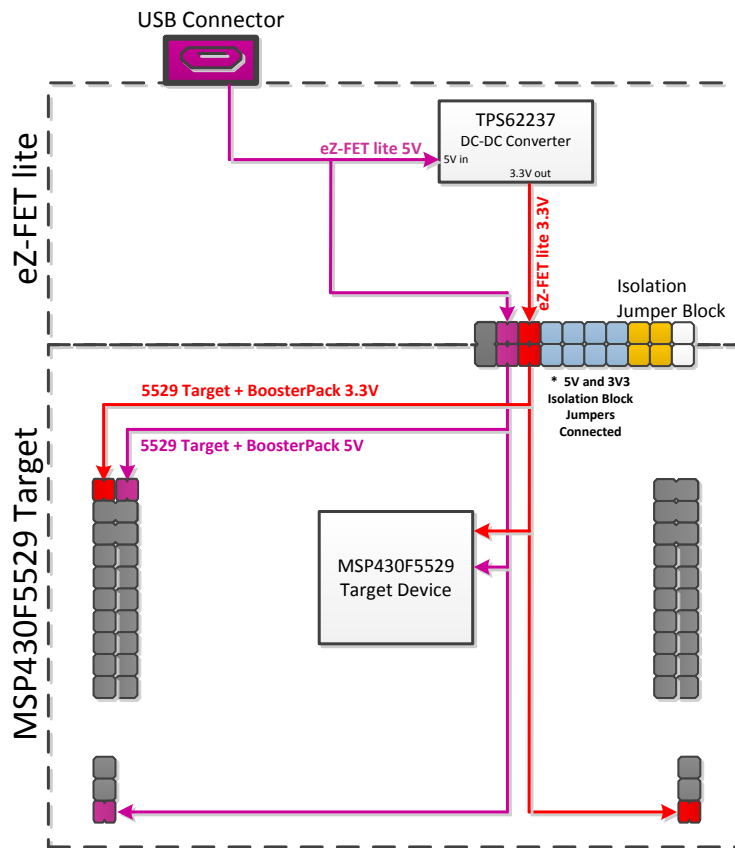 USB Connector
eZ-FET lite
TPS62237
DC-DC Converter
eZ-FET lite 5V
5V in
3.3V out
eZ-FET lite 3.3V
Isolation
Jumper Block
* 5V and 3V3
Isolation Block
Jumpers
Connected
MSP430F5529 Target
5529 Target + BoosterPack 3.3V
5529 Target + BoosterPack 5V
MSP430F5529
Target Device